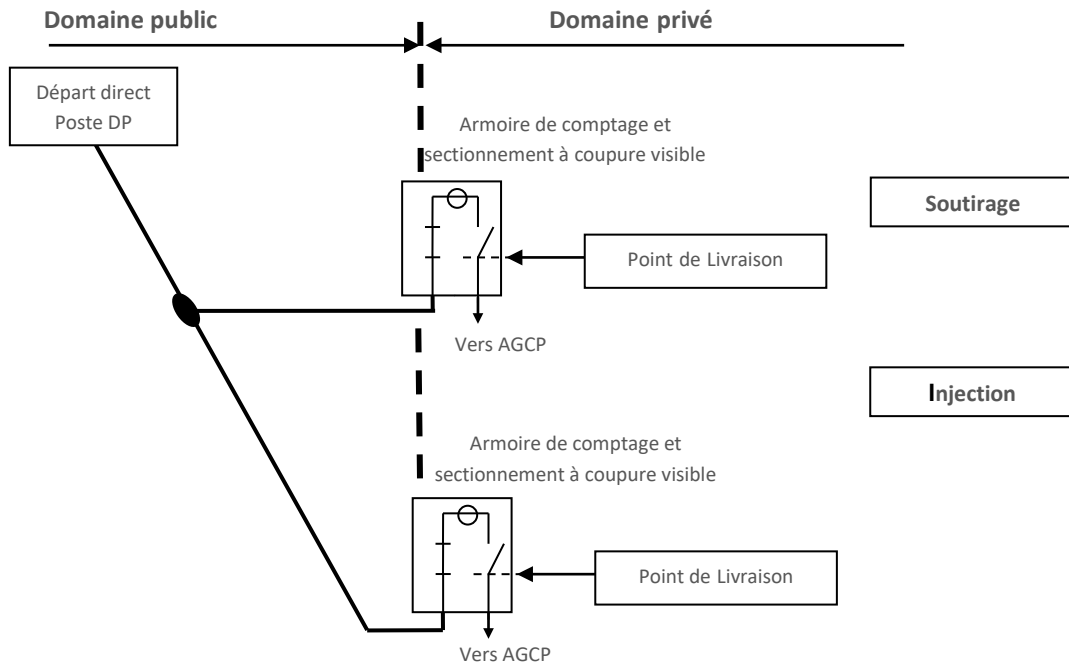 Domaine public
Domaine privé
Départ direct
Poste DP
Armoire de comptage et
sectionnement à coupure visible
Soutirage
Point de Livraison
Vers AGCP
Injection
Armoire de comptage et
sectionnement à coupure visible
Point de Livraison
Vers AGCP